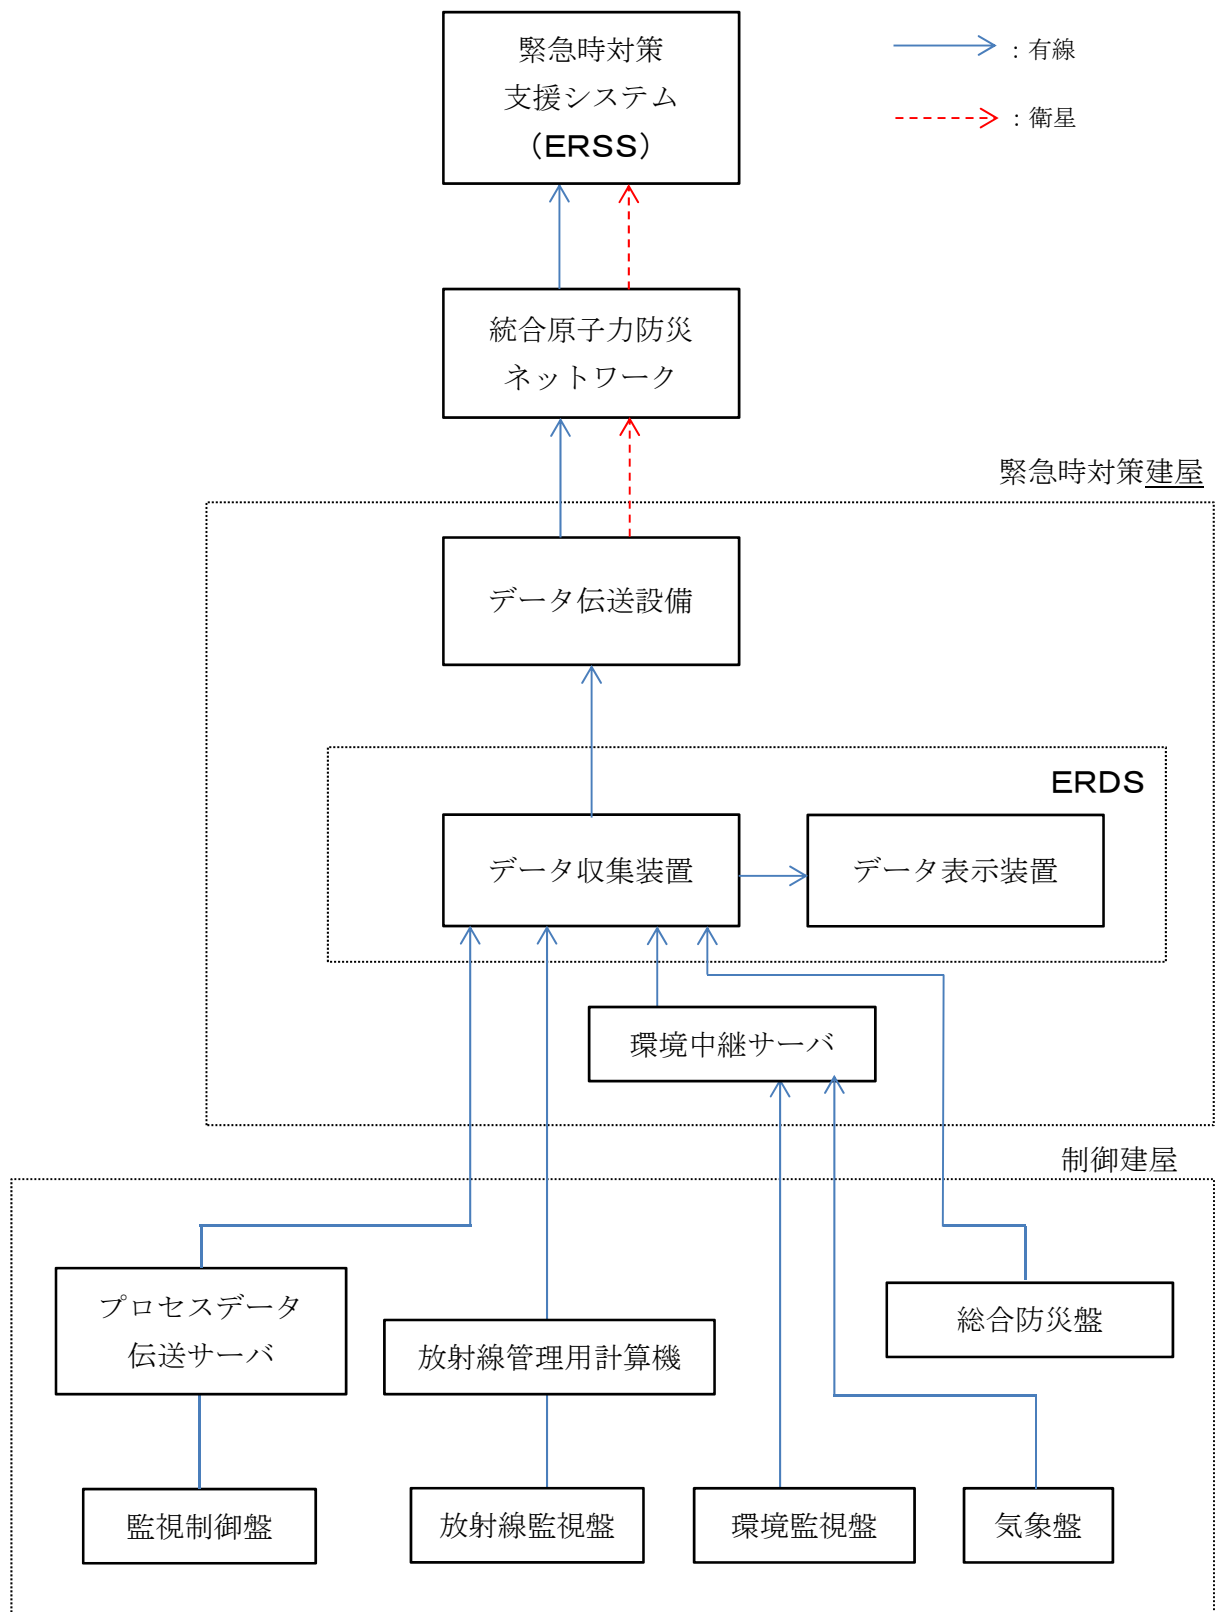 緊急時対策
支援システム
（ERSS）
：有線
：衛星
統合原子力防災
ネットワーク
緊急時対策建屋
データ伝送設備
ERDS
データ収集装置
データ表示装置
環境中継サーバ
制御建屋
プロセスデータ
伝送サーバ
放射線管理用計算機
総合防災盤
監視制御盤
放射線監視盤
環境監視盤
気象盤